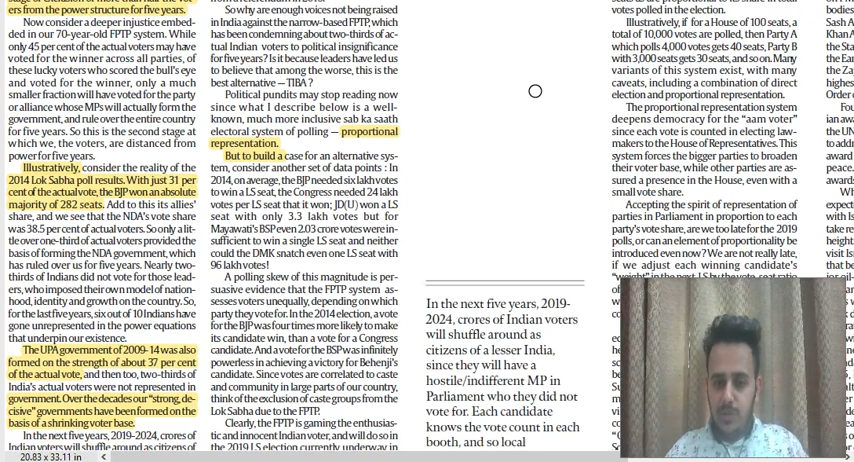 ers from the power structure for five years.
Now consider a deeper injustice embed-
ded in our 70-year-old FPTP system. While
only 45 per cent of the actual voters may have
voted for the winner across all parties, of
these lucky voters who scored the bull's eye
and voted for the winner, only a much
smaller fraction will have voted for the party
or alliance whose MPs will actually form the
government, and rule over the entire country
for five years. So this is the second stage at
which we, the voters, are distanced from
power for five years.
Illustratively, consider the reality of the
2014 Lok Sabha poll results. With just 31 per
cent of the actual vote, the BJP won an absolute
majority of 282 seats. Add to this its allies'
share, and we see that the NDA's vote share
was 38.5 per cent of actual voters. So only a lit-
tle over one-third of actual voters provided the
basis of forming the NDA government, which
has ruled over us for five years. Nearly two-
thirds of Indians did not vote for those lead-
ers, who imposed their own model of nation-
hood, identity and growth on the country. So,
for the last five years, six out of 10 Indians have
gone unrepresented in the power equations
that underpin our existence.
The UPA government of 2009-14 was also
formed on the strength of about 37 per cent
of the actual vote, and then too, two-thirds of
India's actual voters were not represented in
government. Over the decades our "strong, de-
cisive" governments have been formed on the
basis of a shrinking voter base.
In the next five years, 2019-2024, crores of
Indian voters will shuffle around as citizens of
So why are enough voices not being raised
in India against the narrow-based FPTP, which
has been condemning about two-thirds of ac-
tual Indian voters to political insignificance
for five years? Is it because leaders have led us
to believe that among the worse, this is the
best alternative — TIBA?
Political pundits may stop reading now
since what I describe below is a well-
known, much more inclusive sab ka saath
electoral system of polling — proportional
representation.
But to build a case for an alternative sys-
tem, consider another set of data points: In
2014, on average, the BJP needed six lakh votes
to win a LS seat, the Congress needed 24 lakh
votes per LS seat that it won; JD(U) won a LS
seat with only 3.3 lakh votes but for
Mayawati's BSP even 2.03 crore votes were in-
sufficient to win a single LS seat and neither
could the DMK snatch even one LS seat with
96 lakh votes!
A polling skew of this magnitude is per-
suasive evidence that the FPTP system as-
sesses voters unequally, depending on which
party they vote for. In the 2014 election, a vote
for the BJP was four times more likely to make
its candidate win, than a vote for a Congress
candidate. And a vote for the BSP was infinitely
powerless in achieving a victory for Behenji's
candidate. Since votes are correlated to caste
and community in large parts of our country,
think of the exclusion of caste groups from the
Lok Sabha due to the FPTP.
Clearly, the FPTP is gaming the enthusias-
tic and innocent Indian voter, and will do so in
the 2019 LS election currently underway in
In the next five years, 2019-
2024, crores of Indian voters
will shuffle around as
citizens of a lesser India,
since they will have a
hostile/indifferent MP in
Parliament who they did not
vote for. Each candidate
knows the vote count in each
booth, and so local
votes polled in the election.
Illustratively, if for a House of 100 seats, a
total of 10,000 votes are polled, then Party A
which polls 4,000 votes gets 40 seats, Party B
with 3,000 seats gets 30 seats, and so on. Many
variants of this system exist, with many
caveats, including a combination of direct
election and proportional representation.
The proportional representation system
deepens democracy for the "aam voter"
since each vote is counted in electing law-
makers to the House of Representatives. This
system forces the bigger parties to broaden
their voter base, while other parties are as-
sured a presence in the House, even with a
small vote share.
Accepting the spirit of representation of
parties in Parliament in proportion to each
party's vote share, are we too late for the 2019
polls, or can an element of proportionality be
introduced even now? We are not really late,
if we adjust each winning candidate's
"weight" in the next LS by the vote-seat ratio
20.83 x 33.11 in